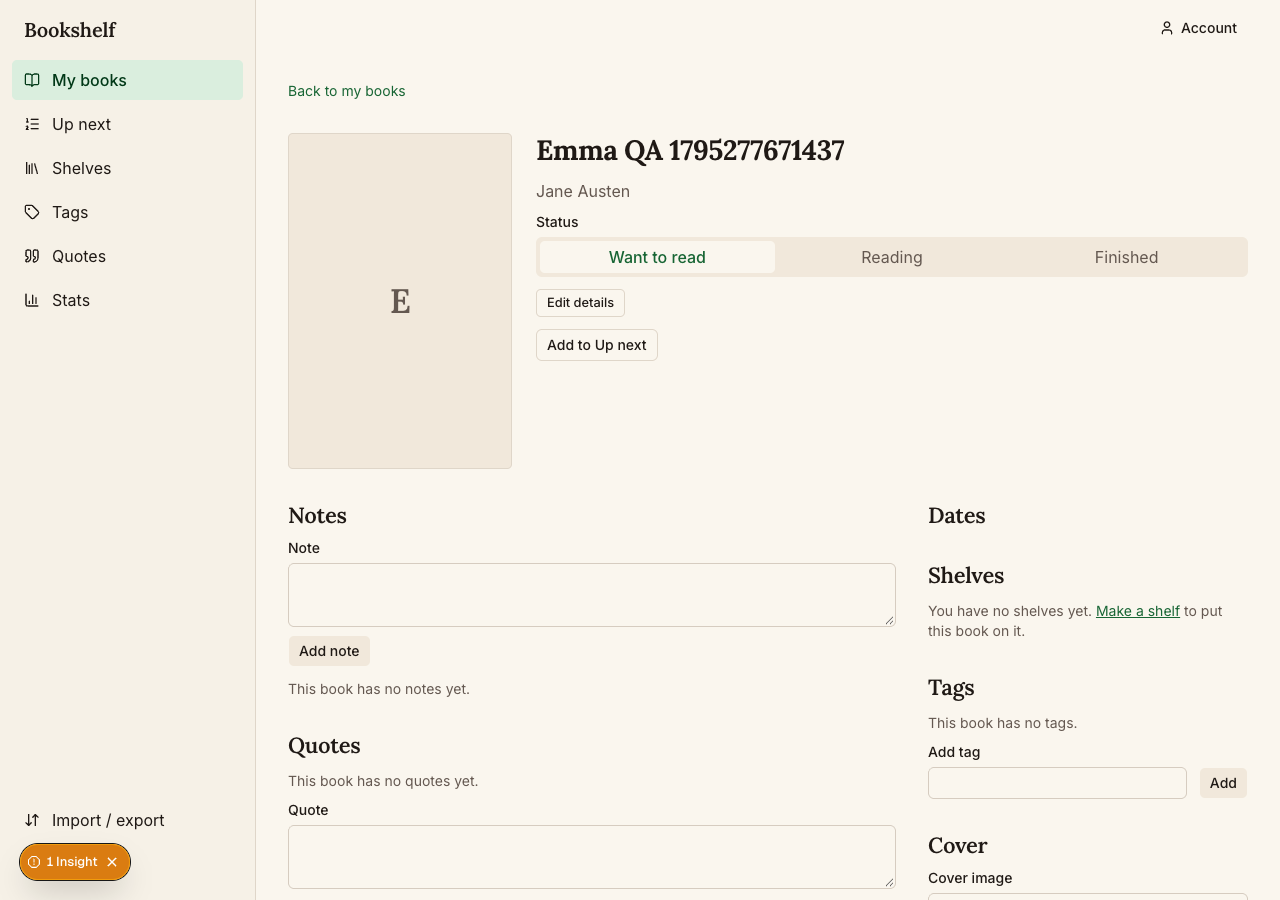 Bookshelf
My books
Up next
Shelves
Tags
Quotes
Stats
Import / export
1 Insight
Account
Back to my books
E
Emma QA 1795277671437
Jane Austen
Status
Want to read
Reading
Finished
Edit details
Add to Up next
Notes
Note
Add note
This book has no notes yet.
Quotes
This book has no quotes yet.
Quote
Dates
Shelves
You have no shelves yet. Make a shelf to put
this book on it.
Tags
This book has no tags.
Add tag
Add
Cover
Cover image